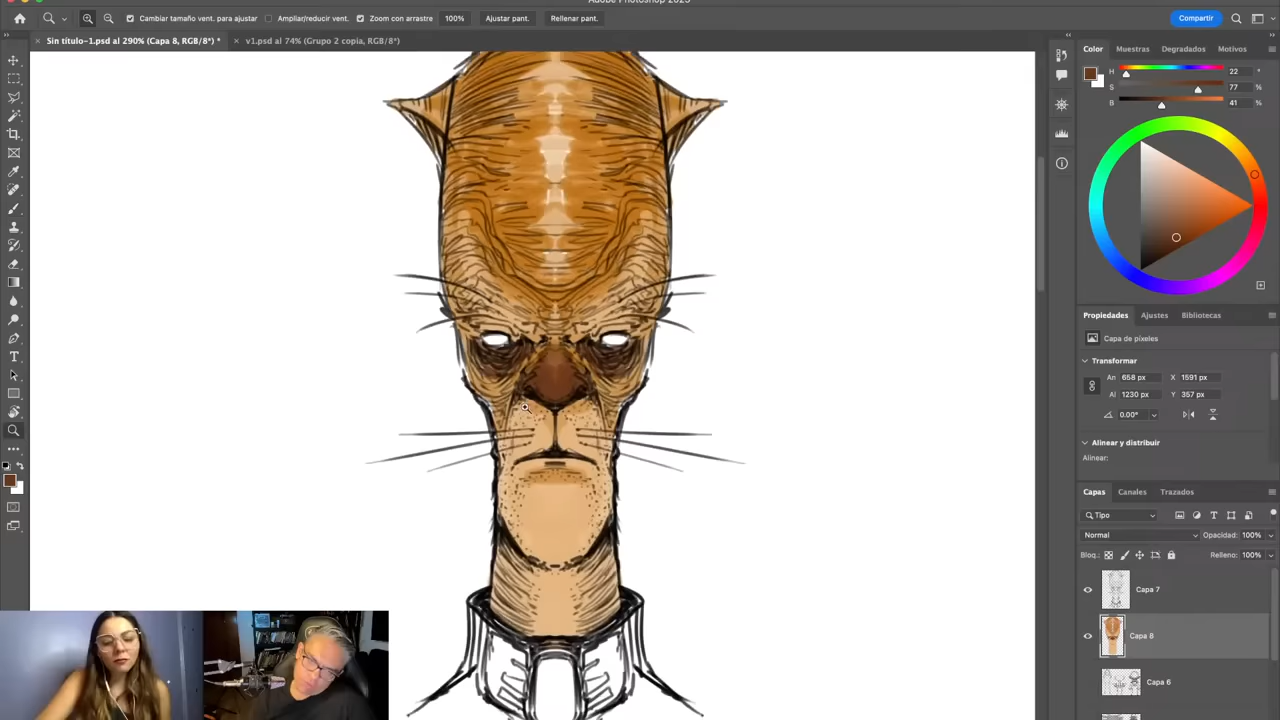 Adobe Photoshop 2023
Cambiar tamaño vent. para ajustar
Ampliar/reducir vent.
Zoom con arrastre
100%
Ajustar pant.
Rellenar pant.
Compartir
Sin título-1.psd al 290% (Capa 8, RGB/8*) *
v1.psd al 74% (Grupo 2 copia, RGB/8*)
Color
Muestras
Degradados
Motivos
H 22 °
S 77 %
B 41 %
Propiedades
Ajustes
Bibliotecas
Capa de píxeles
Transformar
An 658 px X 1591 px
Al 1230 px Y 357 px
0.00°
Alinear y distribuir
Alinear:
Capas
Canales
Trazados
Tipo
Normal
Opacidad: 100%
Bloq.:
Relleno: 100%
Capa 7
Capa 8
Capa 6